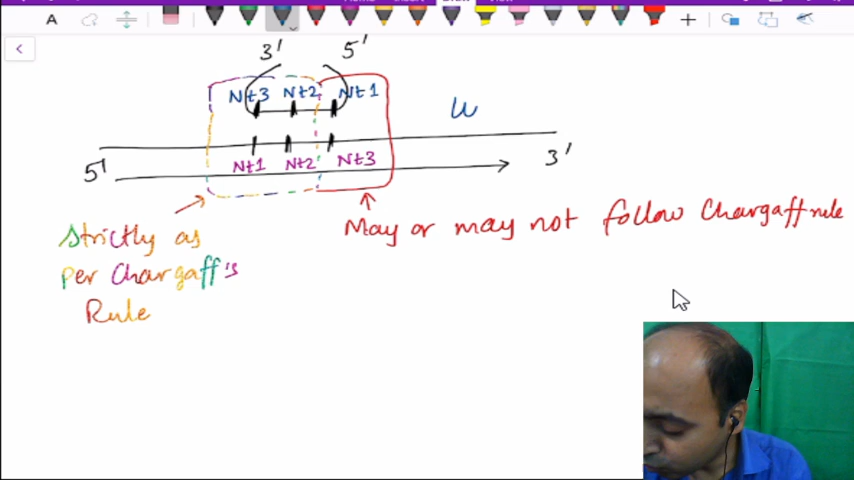 A
3' 5'
Nt3 Nt2 Nt1
Nt1 Nt2 Nt3
5' 3'
Strictly as
per Chargaff's
Rule
May or may not follow Chargaff rule